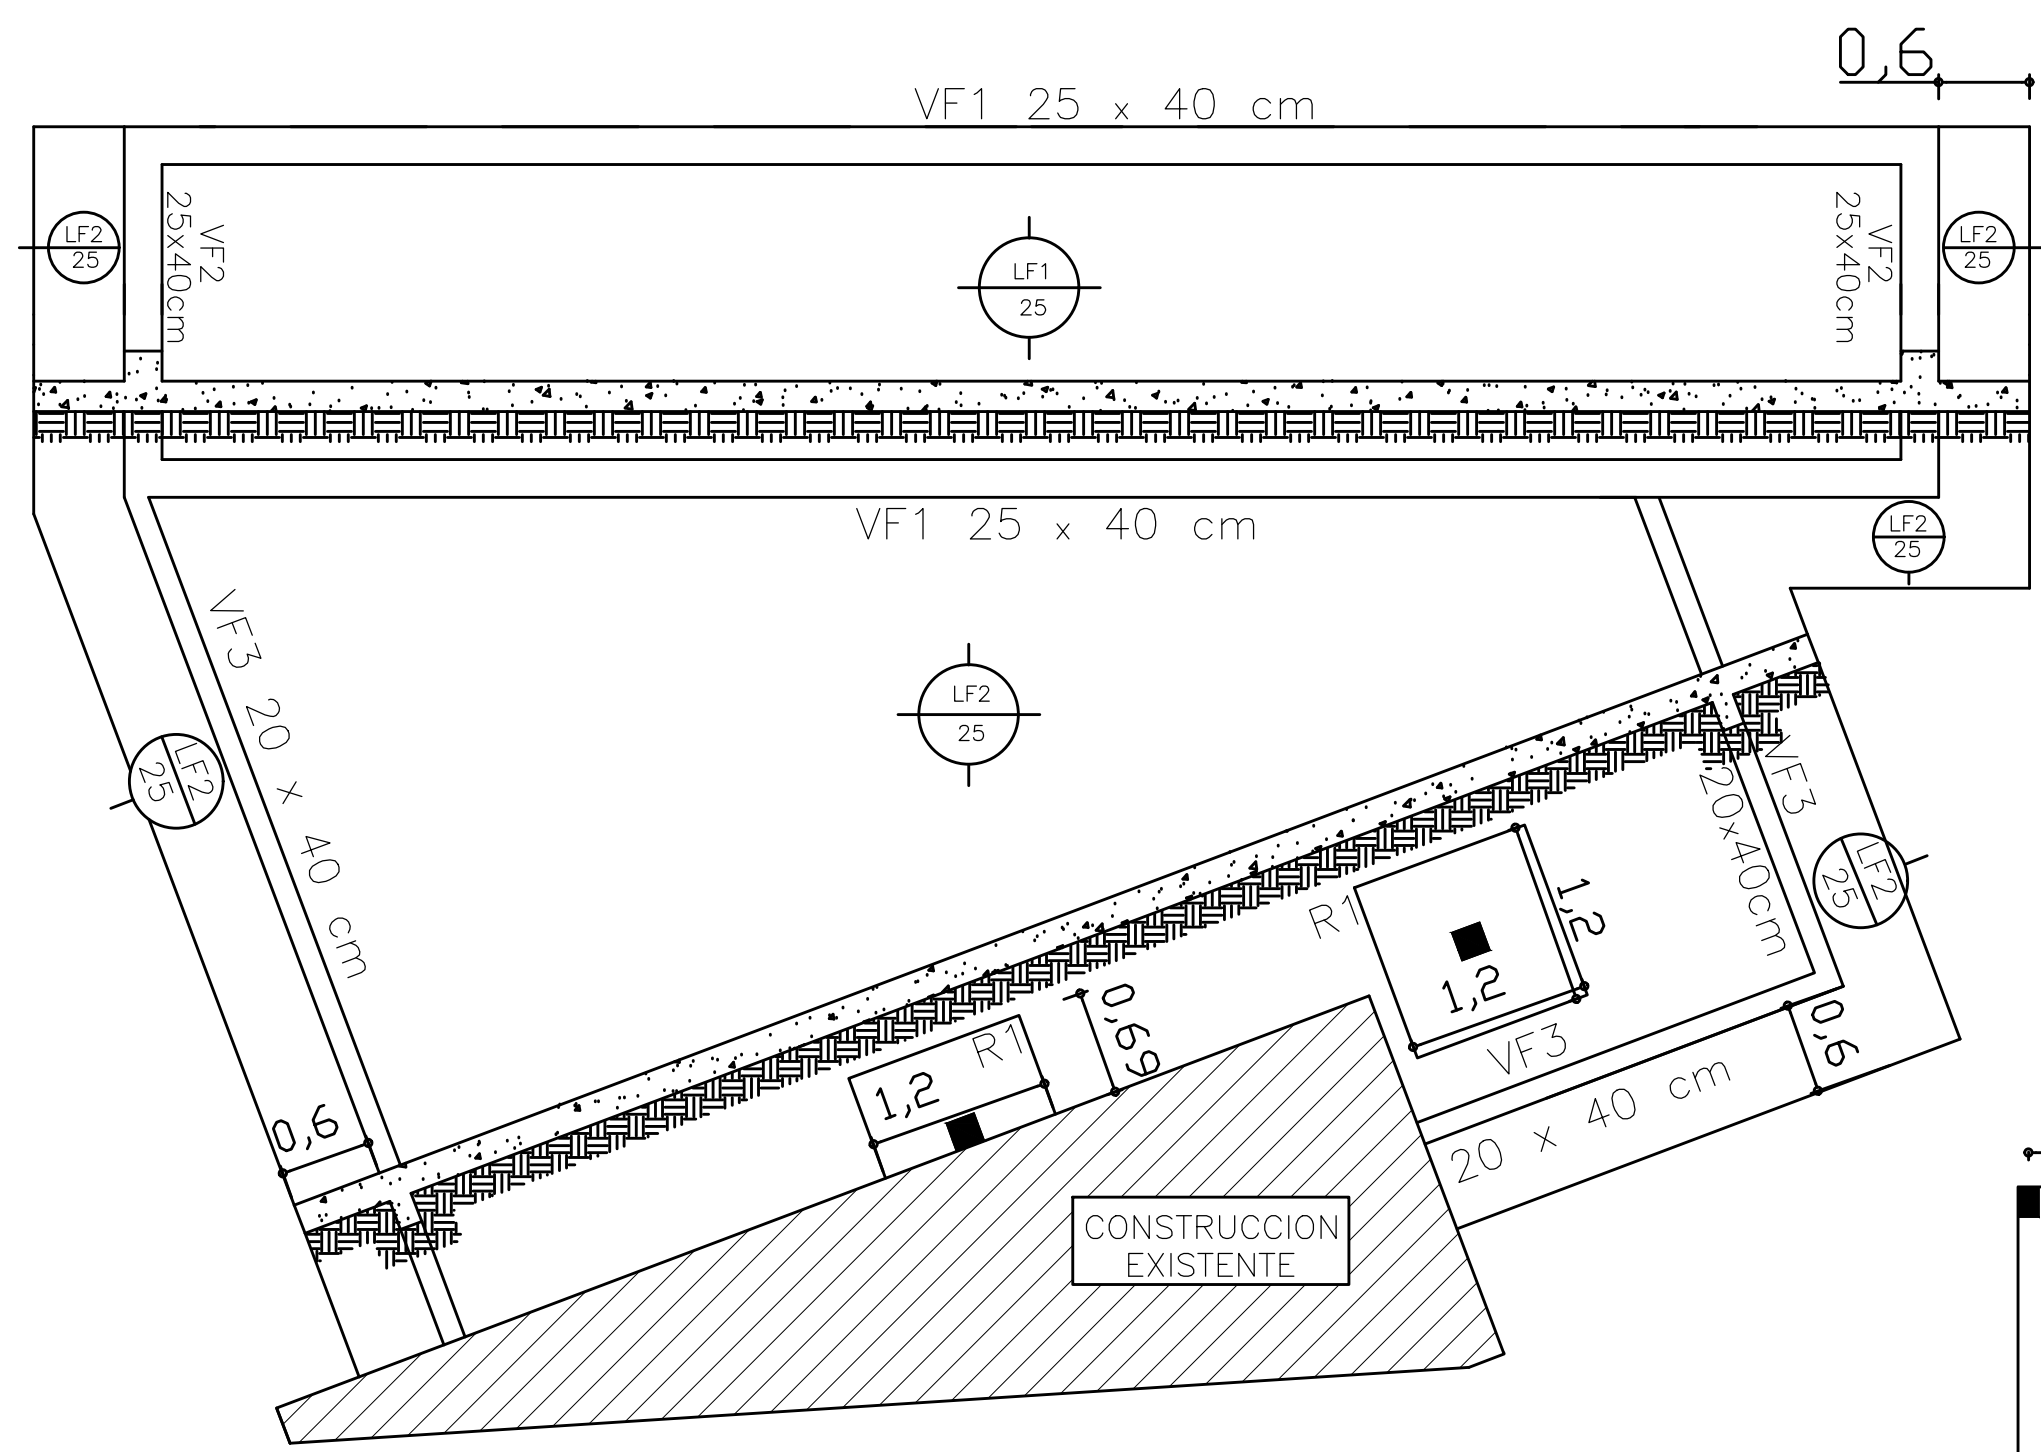 0,6
VF1 25 x 40 cm
LF2
25
VF2
25x40cm
LF1
25
VF2
25x40cm
LF2
25
VF1 25 x 40 cm
LF2
25
VF3 20 x 40 cm
LF2
25
LF2
25
VF3
20x40cm
LF2
25
R1
1,2
1,2
R1
1,2
0,69
VF3
20 x 40 cm
0,6
0,6
CONSTRUCCION
EXISTENTE